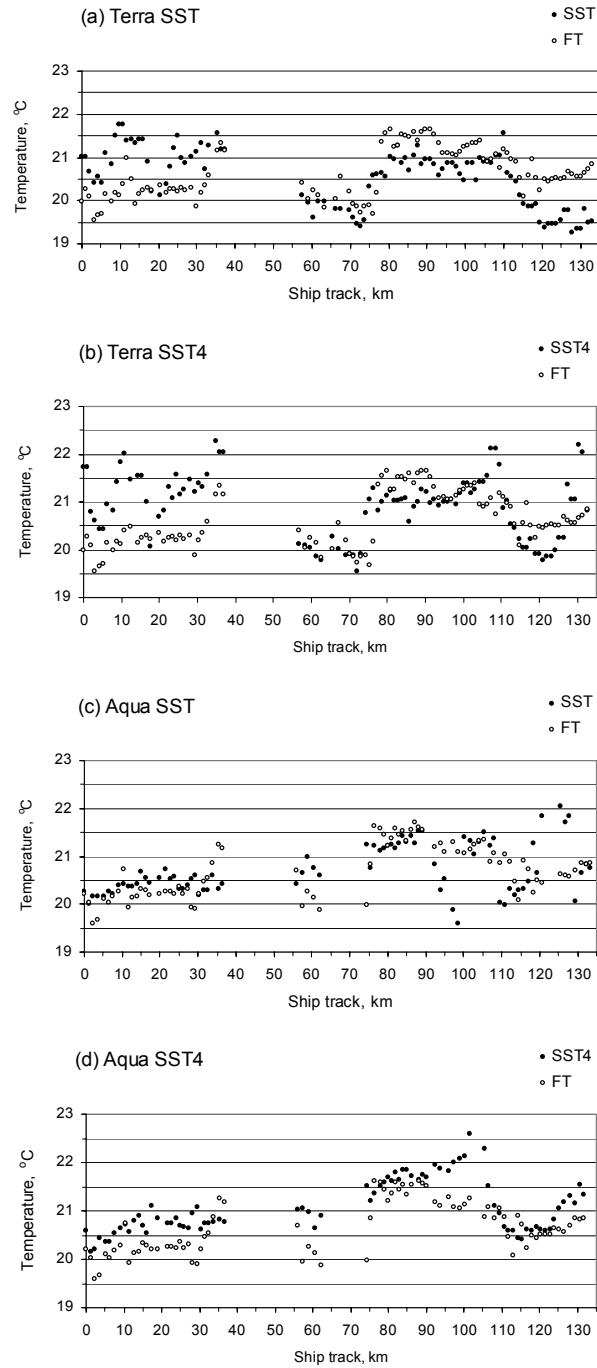 (a) Terra SST
SST
FT
Temperature, °C
23
22
21
20
19
0 10 20 30 40 50 60 70 80 90 100 110 120 130
Ship track, km
(b) Terra SST4
SST4
FT
Temperature, °C
23
22
21
20
19
0 10 20 30 40 50 60 70 80 90 100 110 120 130
Ship track, km
(c) Aqua SST
SST
FT
Temperature, °C
23
22
21
20
19
0 10 20 30 40 50 60 70 80 90 100 110 120 130
Ship track, km
(d) Aqua SST4
SST4
FT
Temperature, °C
23
22
21
20
19
0 10 20 30 40 50 60 70 80 90 100 110 120 130
Ship track, km